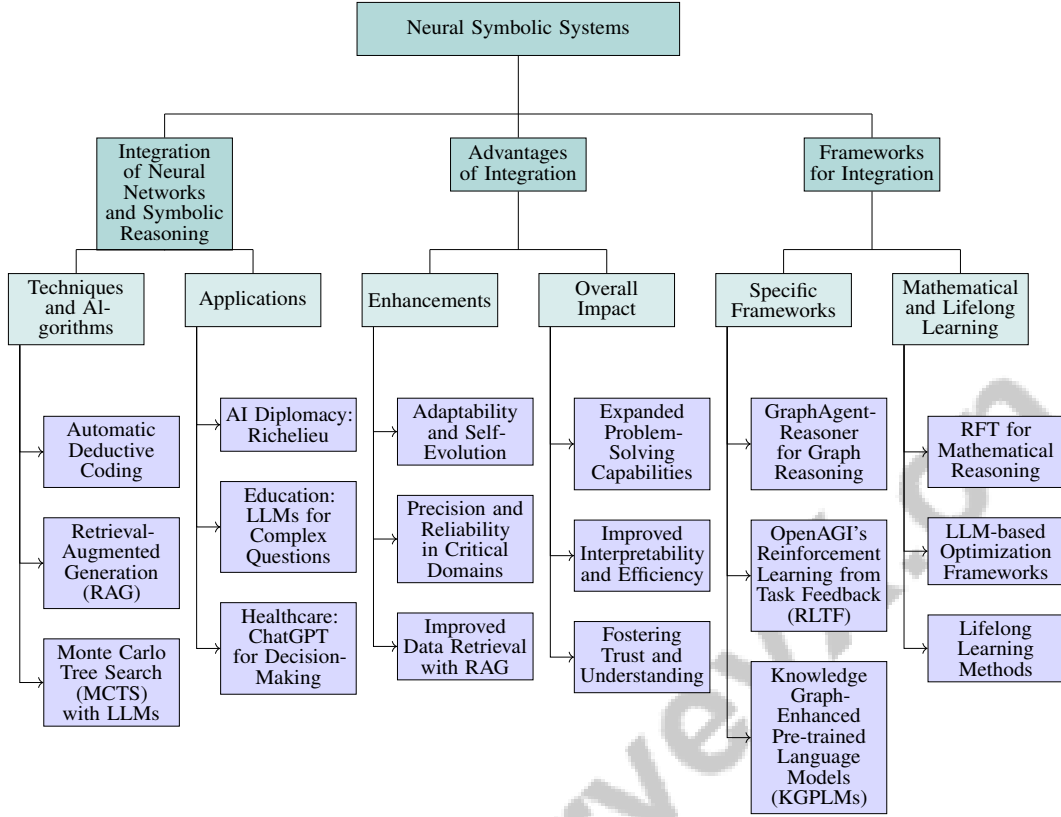 Neural Symbolic Systems
Integration
of Neural
Networks
and Symbolic
Reasoning
Advantages
of Integration
Frameworks
for Integration
Techniques
and Al-
gorithms
Applications
Enhancements
Overall
Impact
Specific
Frameworks
Mathematical
and Lifelong
Learning
Automatic
Deductive
Coding
Retrieval-
Augmented
Generation
(RAG)
Monte Carlo
Tree Search
(MCTS)
with LLMs
AI Diplomacy:
Richelieu
Education:
LLMs for
Complex
Questions
Healthcare:
ChatGPT
for Decision-
Making
Adaptability
and Self-
Evolution
Precision and
Reliability
in Critical
Domains
Improved
Data Retrieval
with RAG
Expanded
Problem-
Solving
Capabilities
Improved
Interpretability
and Efficiency
Fostering
Trust and
Understanding
GraphAgent-
Reasoner
for Graph
Reasoning
OpenAGI's
Reinforcement
Learning from
Task Feedback
(RLTF)
Knowledge
Graph-
Enhanced
Pre-trained
Language
Models
(KGPLMs)
RFT for
Mathematical
Reasoning
LLM-based
Optimization
Frameworks
Lifelong
Learning
Methods